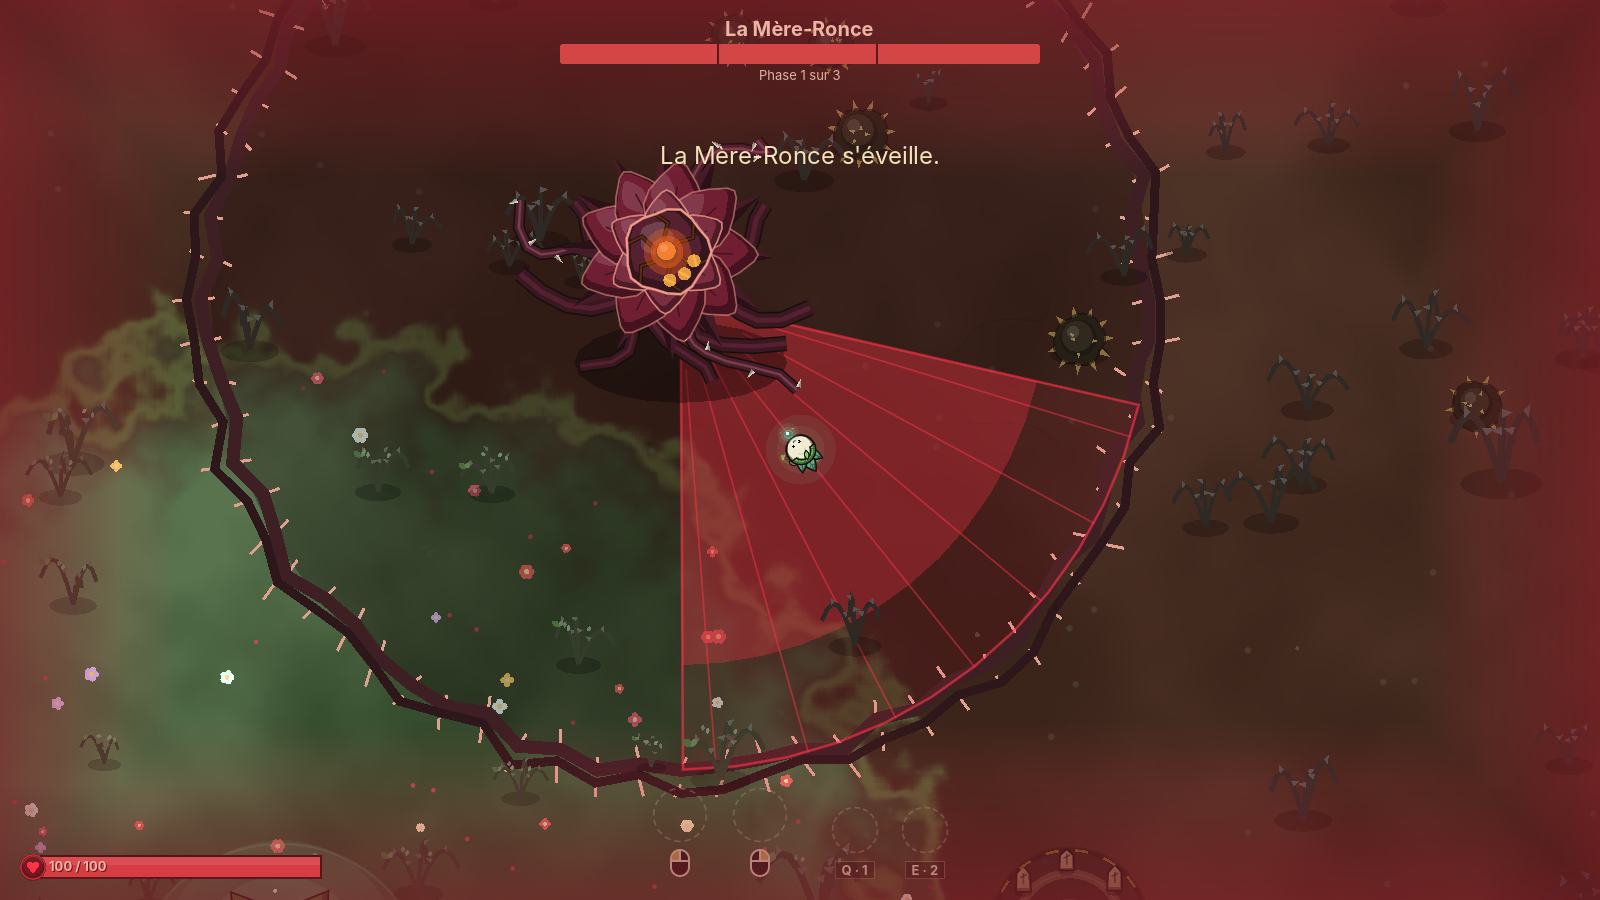 La Mère-Ronce
Phase 1 sur 3
La Mère-Ronce s'éveille.
100 / 100
Q · 1
E · 2